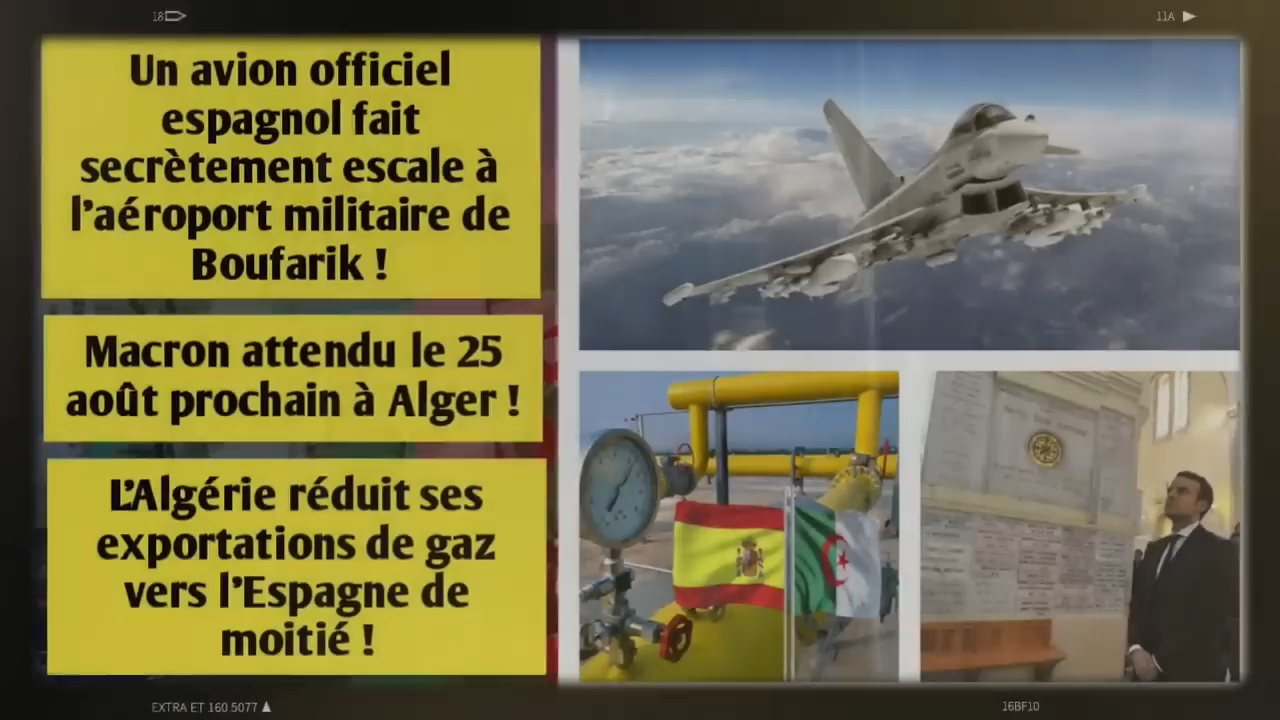 18
11A
Un avion officiel
espagnol fait
secrètement escale à
l'aéroport militaire de
Boufarik !
Macron attendu le 25
août prochain à Alger !
L'Algérie réduit ses
exportations de gaz
vers l'Espagne de
moitié !
EXTRA ET 160 5077
16BF10